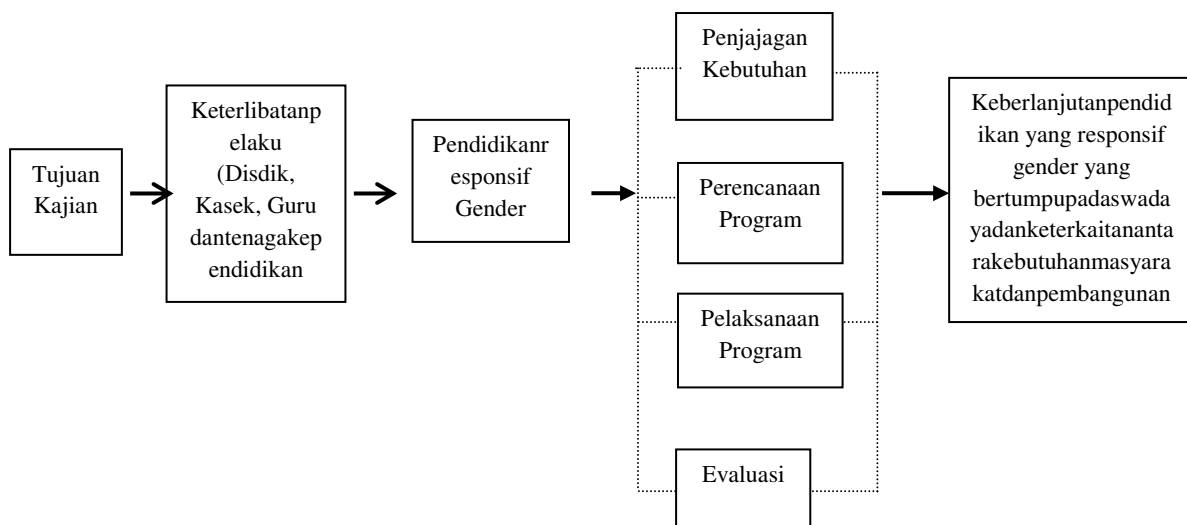 Tujuan
Kajian
Keterlibatanp
elaku
(Disdik,
Kasek, Guru
dantenagakep
endidikan
Pendidikanr
esponsif
Gender
Penjajagan
Kebutuhan
Perencanaan
Program
Pelaksanaan
Program
Evaluasi
Keberlanjutanpendid
ikan yang responsif
gender yang
bertumpupadaswada
yadanketerkaitananta
rakebutuhanmasyara
katdanpembangunan